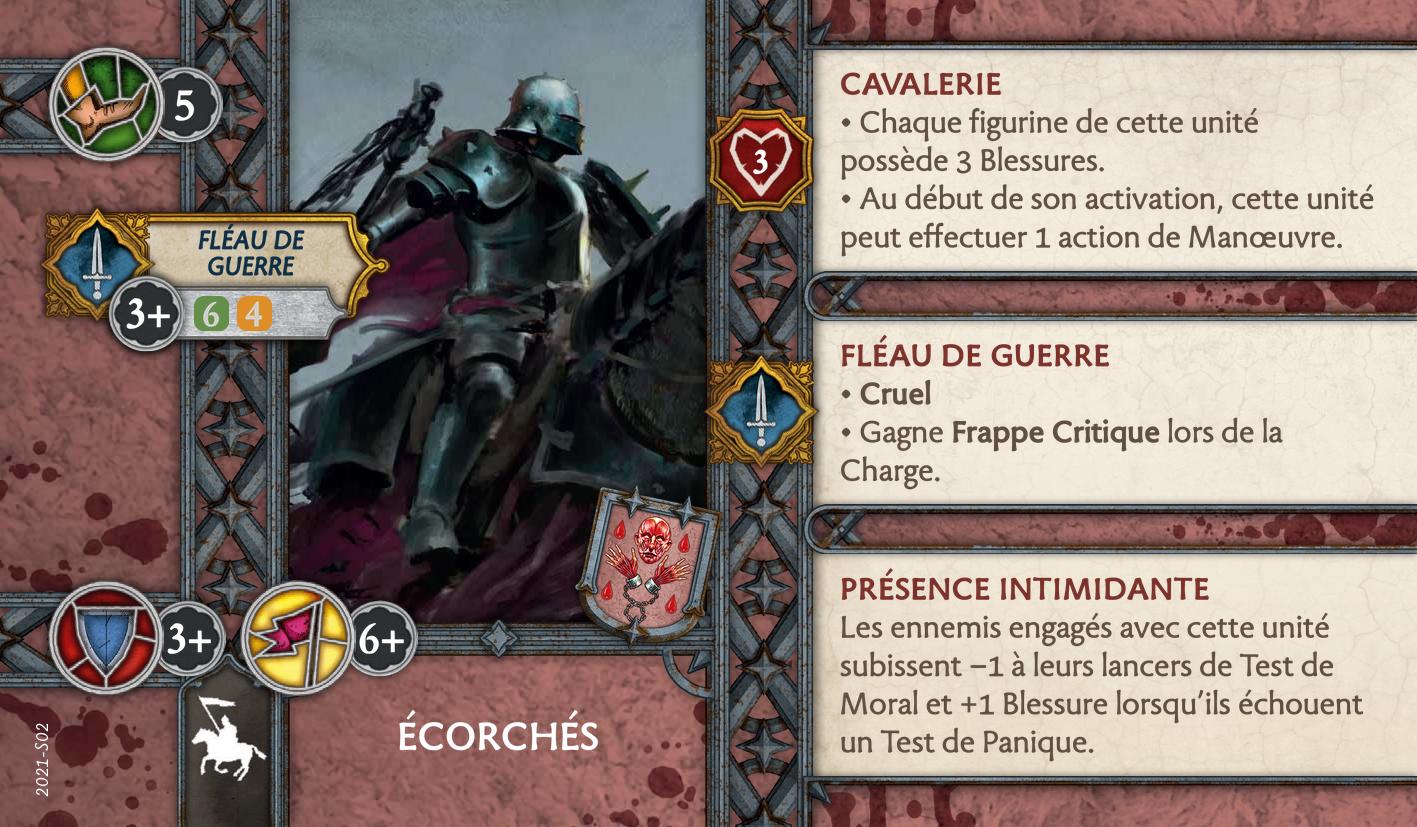 5
FLÉAU DE
GUERRE
3+
6 4
3+
6+
2021-S02
ÉCORCHÉS
3
CAVALERIE
• Chaque figurine de cette unité
possède 3 Blessures.
• Au début de son activation, cette unité
peut effectuer 1 action de Manœuvre.
FLÉAU DE GUERRE
• Cruel
• Gagne Frappe Critique lors de la
Charge.
PRÉSENCE INTIMIDANTE
Les ennemis engagés avec cette unité
subissent –1 à leurs lancers de Test de
Moral et +1 Blessure lorsqu'ils échouent
un Test de Panique.